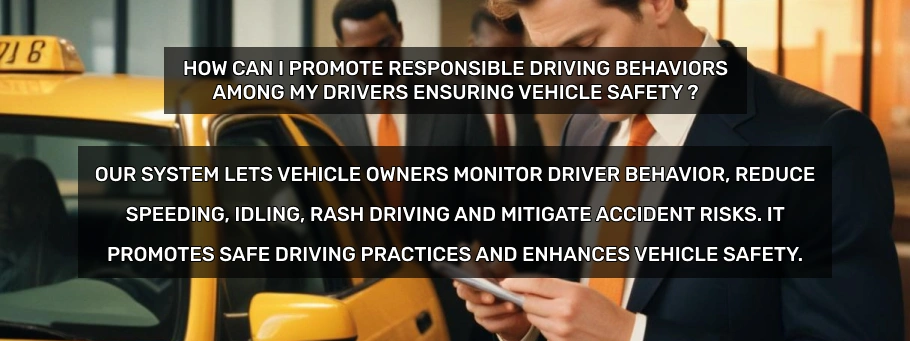 HOW CAN I PROMOTE RESPONSIBLE DRIVING BEHAVIORS
AMONG MY DRIVERS ENSURING VEHICLE SAFETY ?
OUR SYSTEM LETS VEHICLE OWNERS MONITOR DRIVER BEHAVIOR, REDUCE
SPEEDING, IDLING, RASH DRIVING AND MITIGATE ACCIDENT RISKS. IT
PROMOTES SAFE DRIVING PRACTICES AND ENHANCES VEHICLE SAFETY.